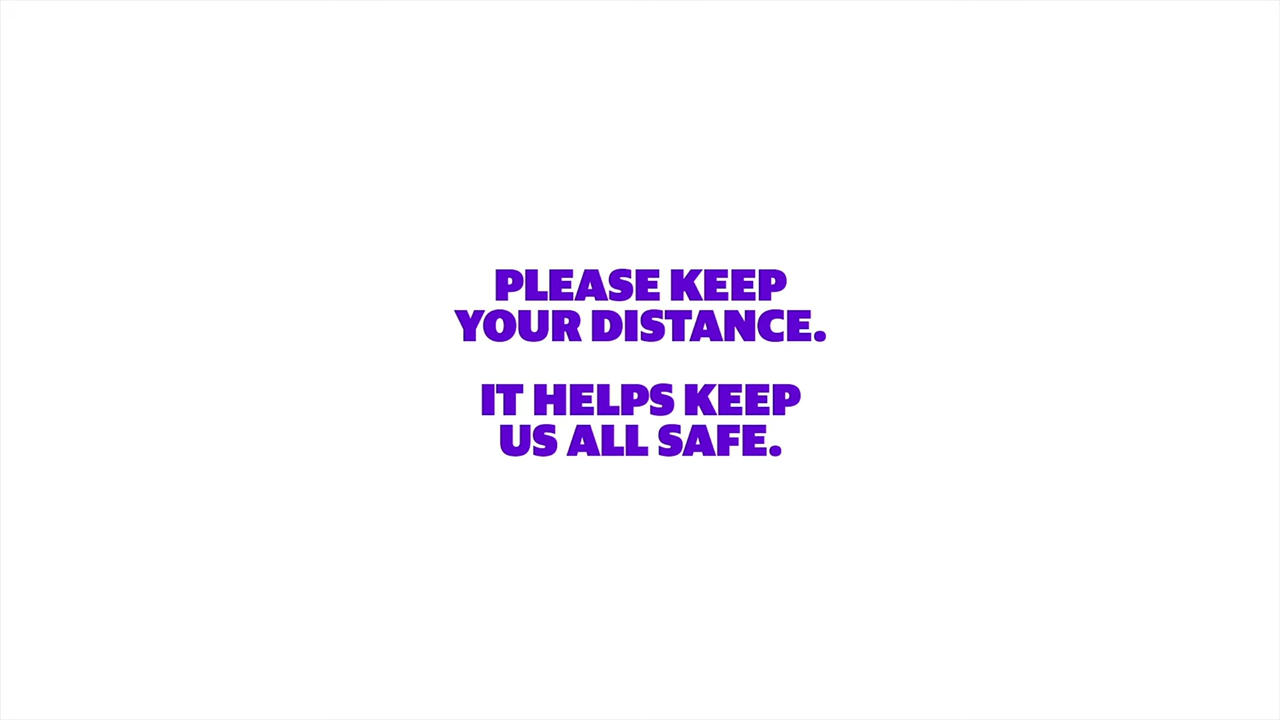 PLEASE KEEP
YOUR DISTANCE.
IT HELPS KEEP
US ALL SAFE.